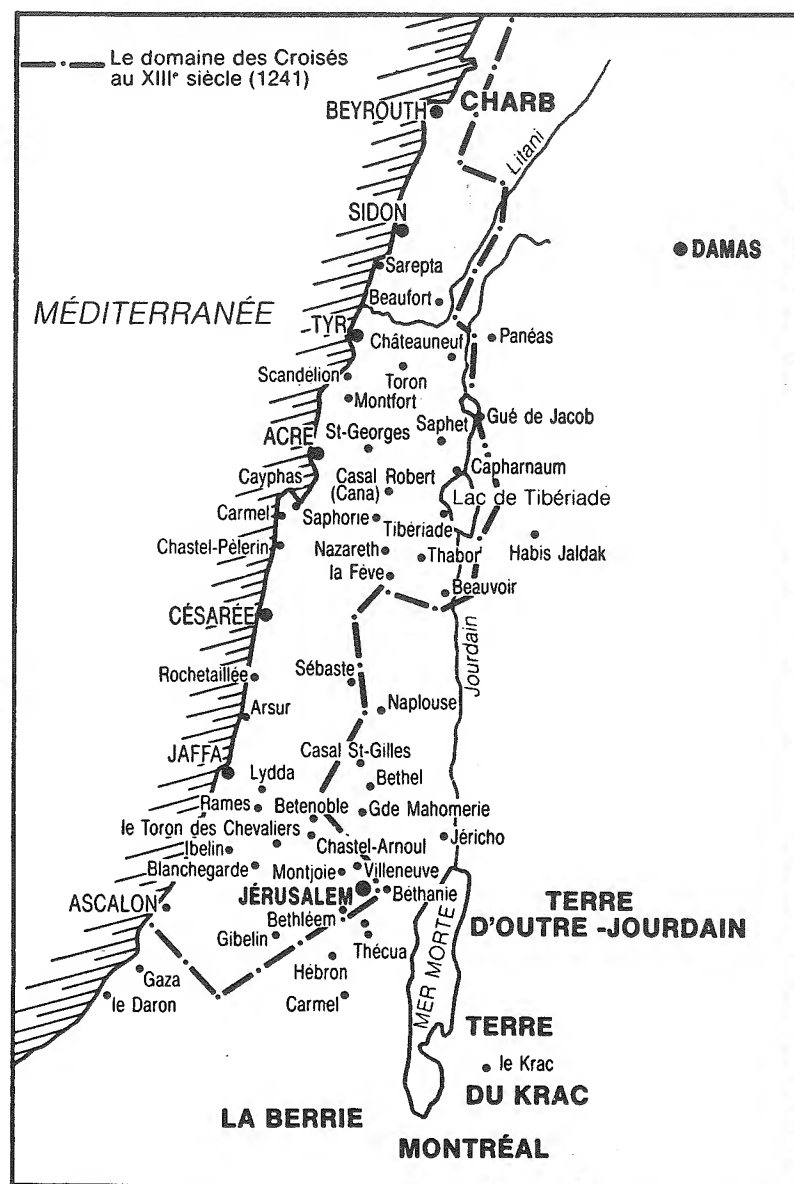 Le domaine des Croisés
au XIIIe siècle (1241)
BEYROUTH
CHARB
Litani
SIDON
DAMAS
Sarepta
Beaufort
MÉDITERRANÉE
TYR
Châteauneuf
Panéas
Scandélion
Toron
Montfort
Gué de Jacob
St-Georges
Saphet
ACRE
Capharnaum
Cayphas
Casal Robert
(Cana)
Lac de Tibériade
Carmel
Saphorie
Tibériade
Chastel-Pèlerin
Nazareth
Thabor
Habis Jaldak
la Fève
Beauvoir
CÉSARÉE
Jourdain
Rochetaillée
Sébaste
Arsur
Naplouse
JAFFA
Casal St-Gilles
Lydda
Bethel
Rames
Betenoble
Gde Mahomerie
le Toron des Chevaliers
Jéricho
Ibelin
Chastel-Arnoul
Blanchegarde
Montjoie
Villeneuve
JÉRUSALEM
Béthanie
ASCALON
Bethléem
TERRE
D'OUTRE-JOURDAIN
Gibelin
Thécua
MER MORTE
Gaza
Hébron
le Daron
Carmel
TERRE
le Krac
DU KRAC
LA BERRIE
MONTRÉAL